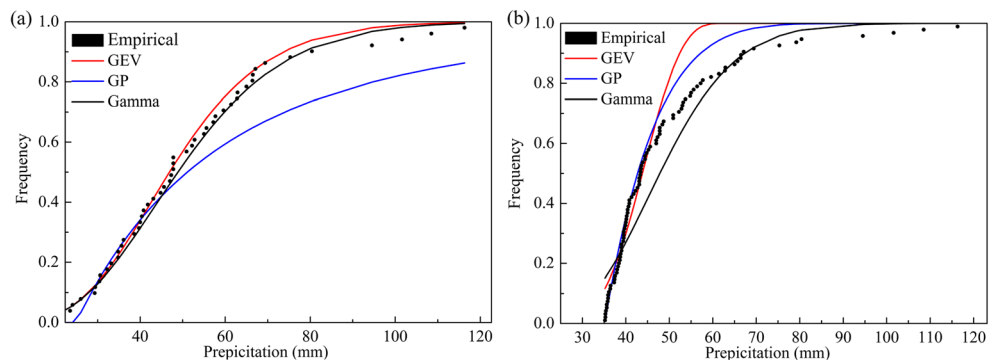 (a)
1.0
0.8
0.6
0.4
0.2
0.0
Frequency
Empirical
GEV
GP
Gamma
40 60 80 100 120
Prepicitation (mm)
(b)
1.0
0.8
0.6
0.4
0.2
0.0
Frequency
Empirical
GEV
GP
Gamma
30 40 50 60 70 80 90 100 110 120
Prepicitation (mm)